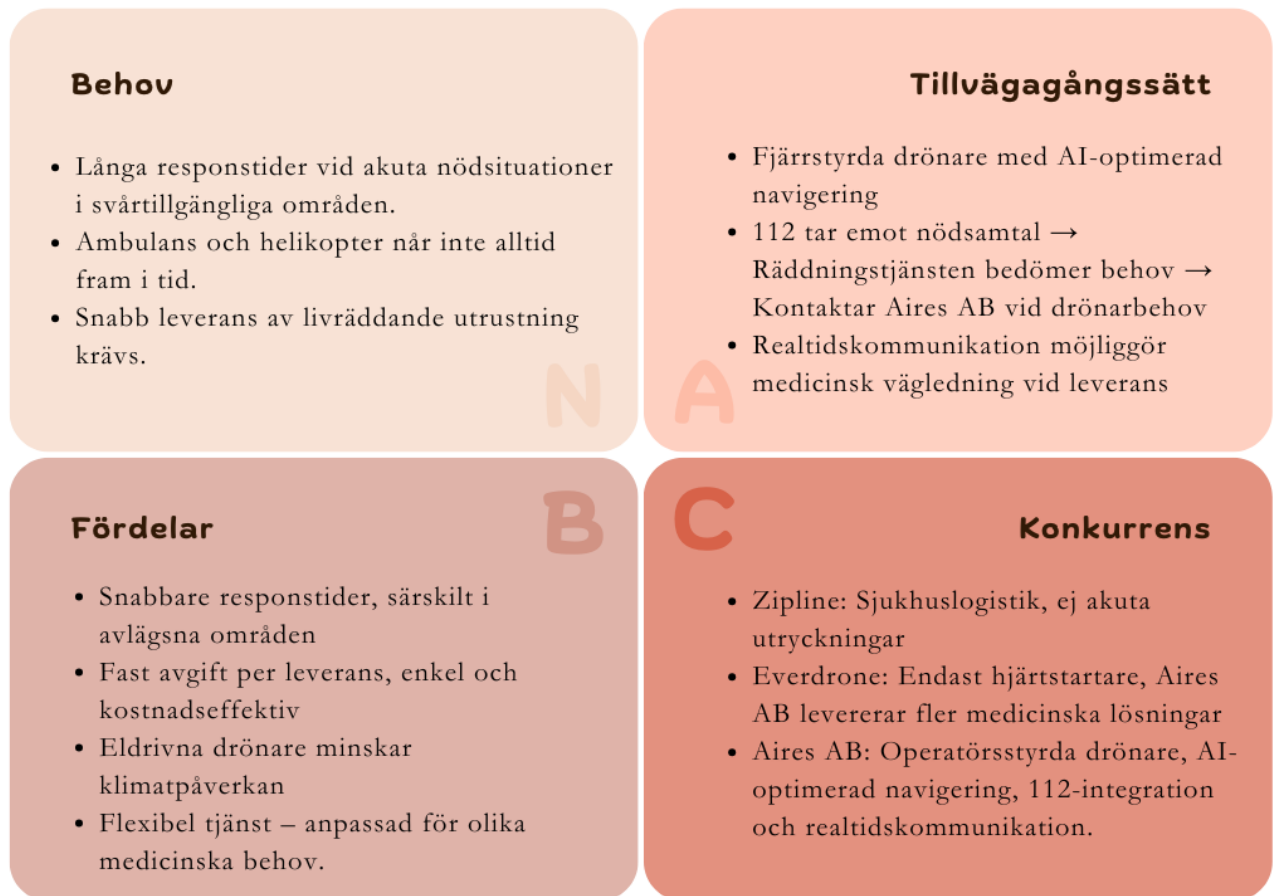 Behov
• Långa responstider vid akuta nödsituationer
i svårtillgängliga områden.
• Ambulans och helikopter når inte alltid
fram i tid.
• Snabb leverans av livräddande utrustning
krävs.
N
Tillvägagångssätt
• Fjärrstyrda drönare med AI-optimerad
navigering
• 112 tar emot nödsamtal →
Räddningstjänsten bedömer behov →
Kontaktar Aires AB vid drönarbehov
• Realtidskommunikation möjliggör
medicinsk vägledning vid leverans
A
Fördelar
B
• Snabbare responstider, särskilt i
avlägsna områden
• Fast avgift per leverans, enkel och
kostnadseffektiv
• Eldrivna drönare minskar
klimatpåverkan
• Flexibel tjänst – anpassad för olika
medicinska behov.
C
Konkurrens
• Zipline: Sjukhuslogistik, ej akuta
utryckningar
• Everdrone: Endast hjärtstartare, Aires
AB levererar fler medicinska lösningar
• Aires AB: Operatörsstyrda drönare, AI-
optimerad navigering, 112-integration
och realtidskommunikation.